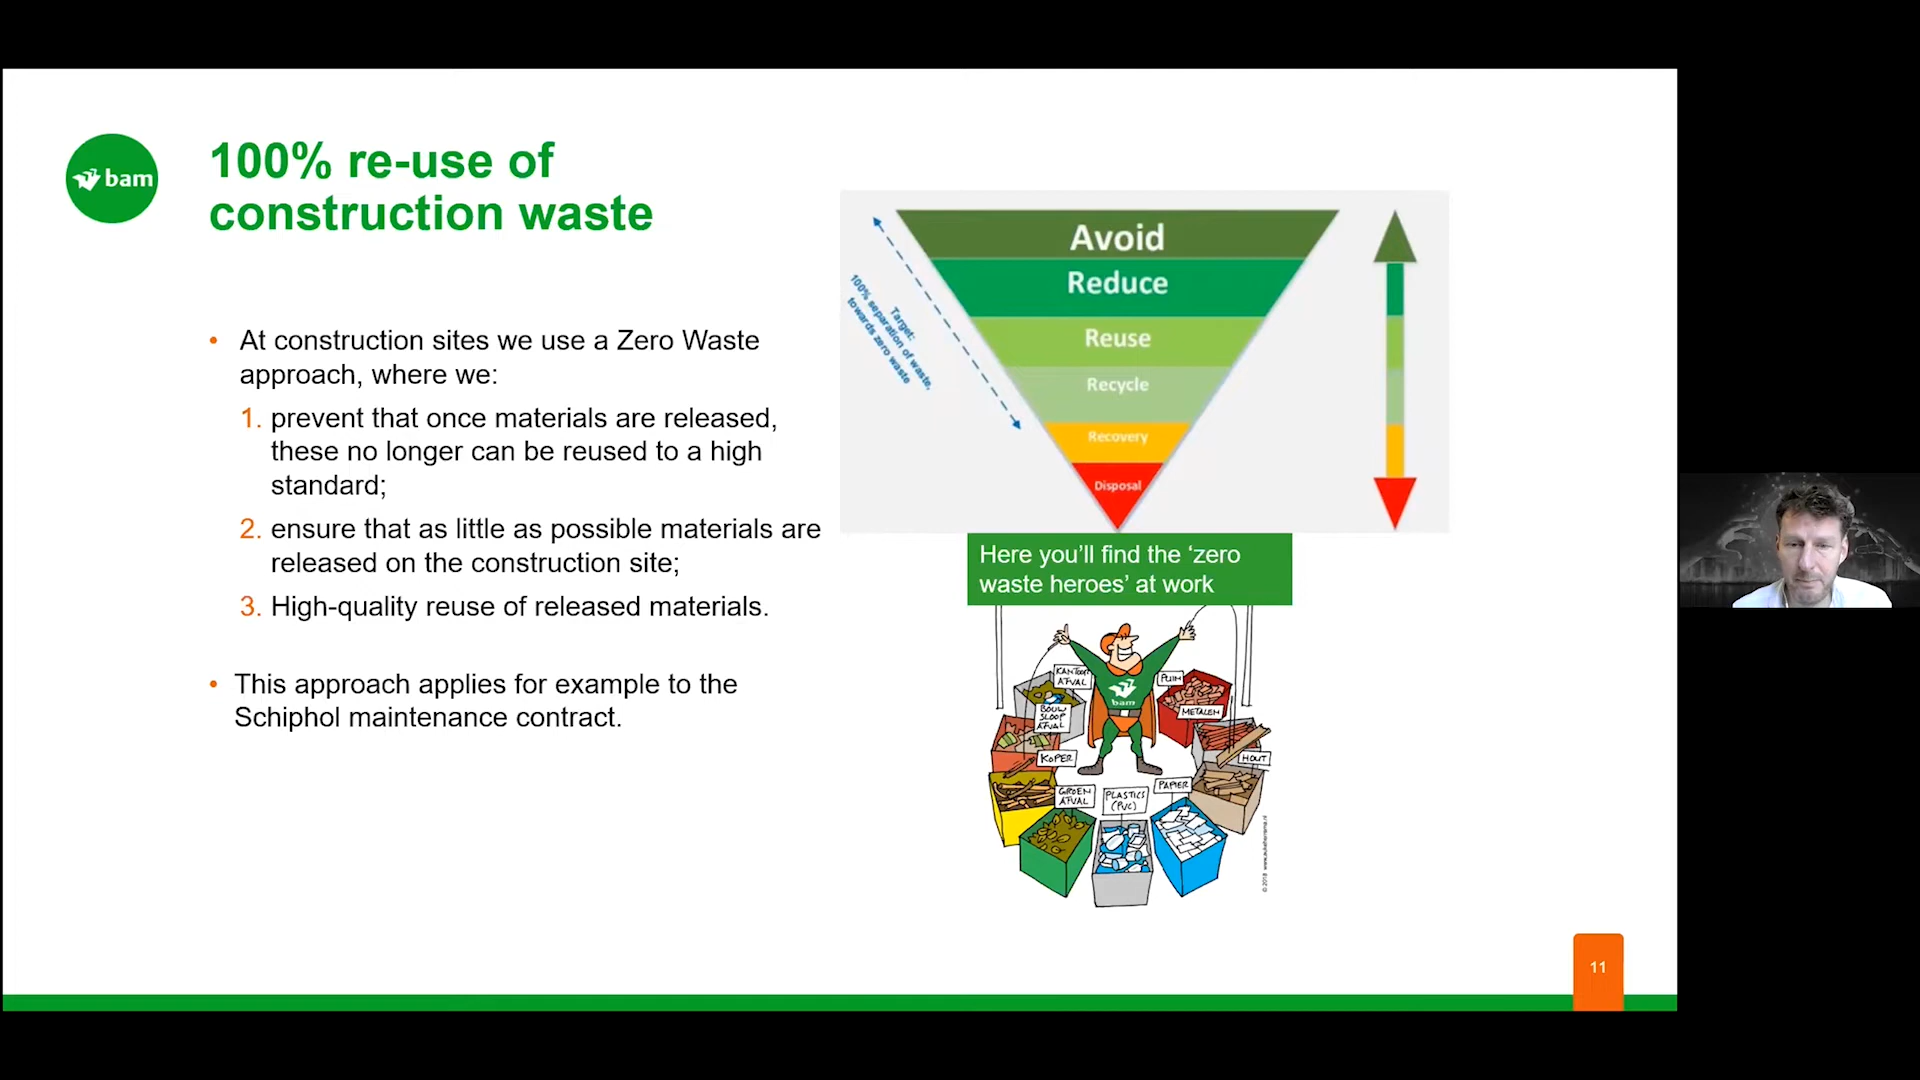 bam
100% re-use of
construction waste
• At construction sites we use a Zero Waste
approach, where we:
1. prevent that once materials are released,
these no longer can be reused to a high
standard;
2. ensure that as little as possible materials are
released on the construction site;
3. High-quality reuse of released materials.
• This approach applies for example to the
Schiphol maintenance contract.
Target:
100% separation of waste,
towards zero waste
Avoid
Reduce
Reuse
Recycle
Recovery
Disposal
Here you’ll find the ‘zero
waste heroes’ at work
KANTOOR
AFVAL
PUIN
bam
BOUW
SLOOP
AFVAL
METALEN
KOPER
HOUT
GROEN
AFVAL
PLASTICS
(PVC)
PAPIER
11